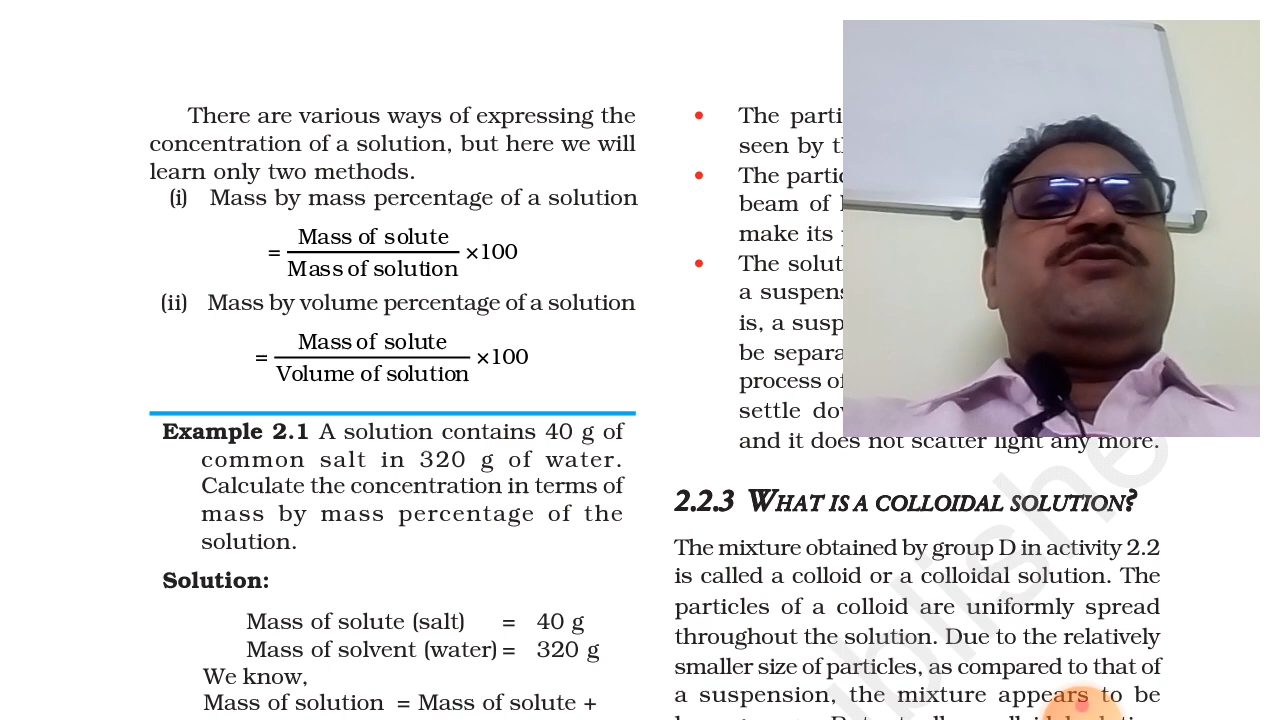 There are various ways of expressing the
concentration of a solution, but here we will
learn only two methods.
(i) Mass by mass percentage of a solution
= Mass of solute
Mass of solution ×100
(ii) Mass by volume percentage of a solution
= Mass of solute
Volume of solution ×100
Example 2.1 A solution contains 40 g of
common salt in 320 g of water.
Calculate the concentration in terms of
mass by mass percentage of the
solution.
Solution:
Mass of solute (salt) = 40 g
Mass of solvent (water) = 320 g
We know,
Mass of solution = Mass of solute +
• The
seen by
• The
beam of
make its
• The
a
is, a
be
process
settle
and it does not scatter light any more.
2.2.3 WHAT IS A COLLOIDAL SOLUTION?
The mixture obtained by group D in activity 2.2
is called a colloid or a colloidal solution. The
particles of a colloid are uniformly spread
throughout the solution. Due to the relatively
smaller size of particles, as compared to that of
a suspension, the mixture appears to be